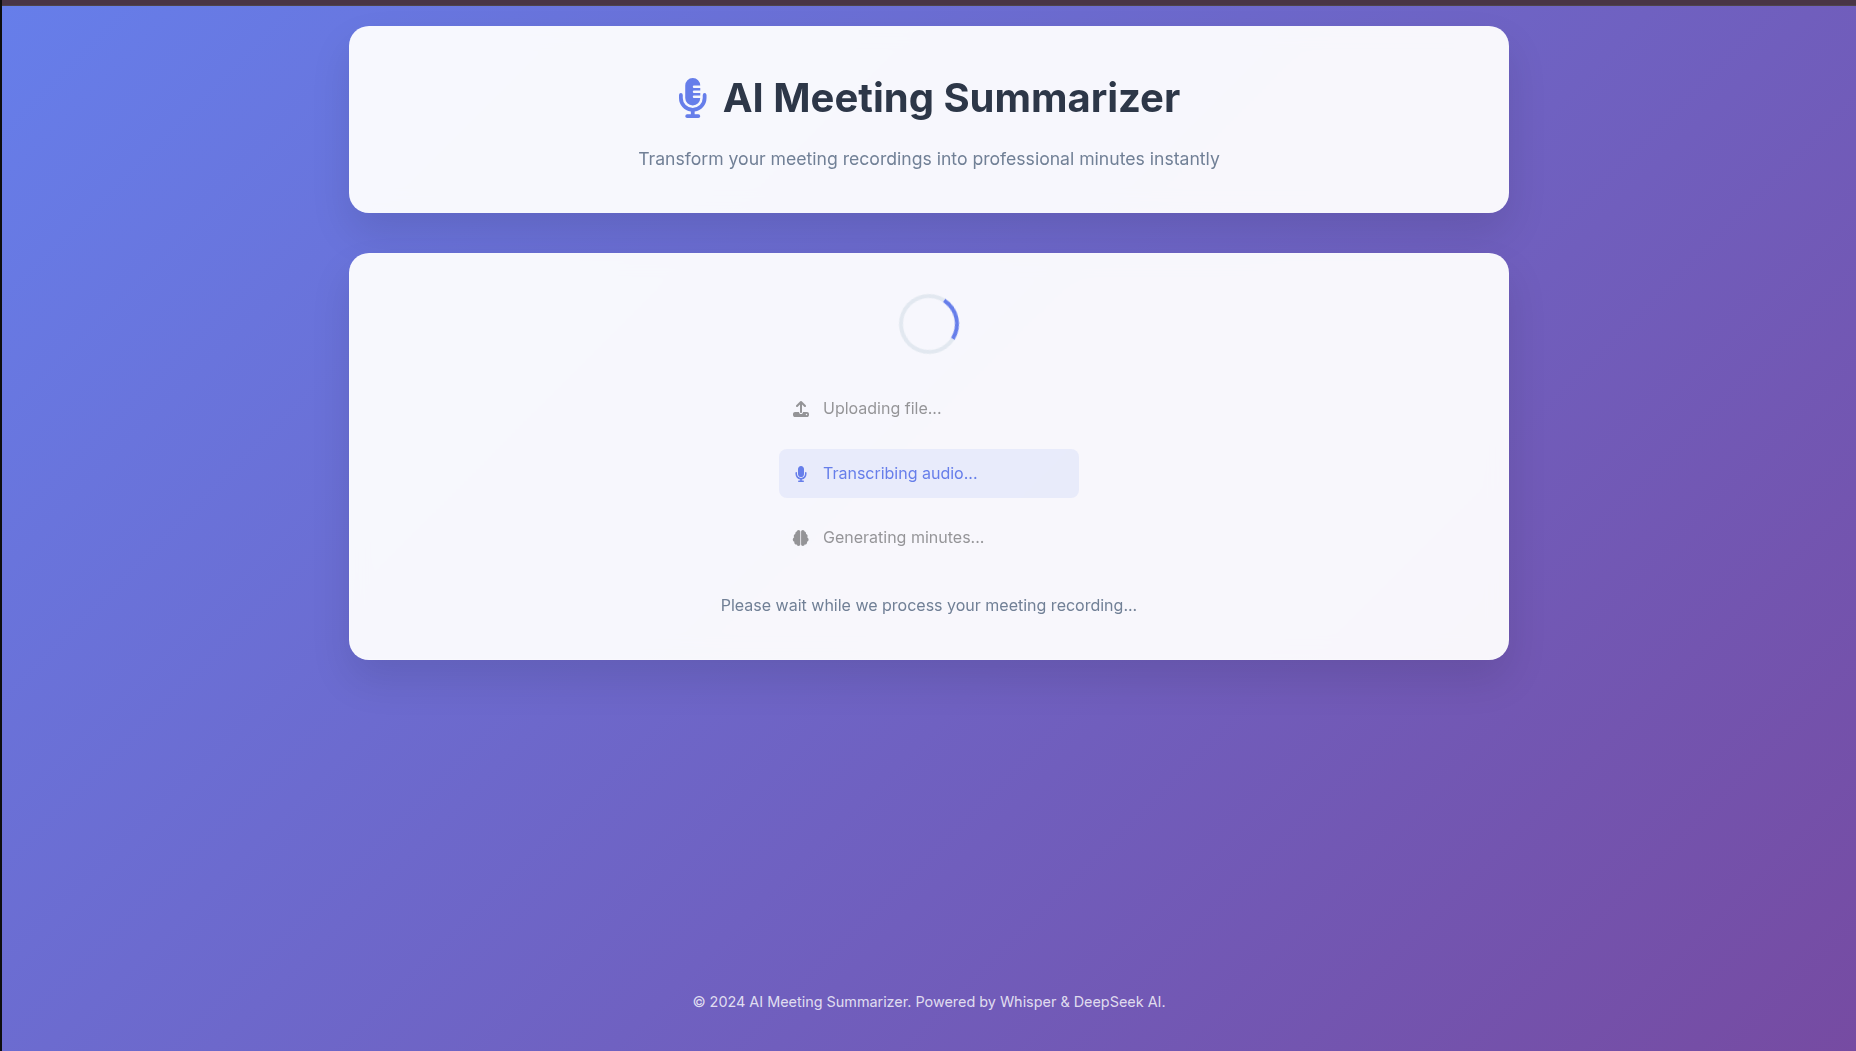 AI Meeting Summarizer
Transform your meeting recordings into professional minutes instantly
Uploading file...
Transcribing audio...
Generating minutes...
Please wait while we process your meeting recording...
© 2024 AI Meeting Summarizer. Powered by Whisper & DeepSeek AI.